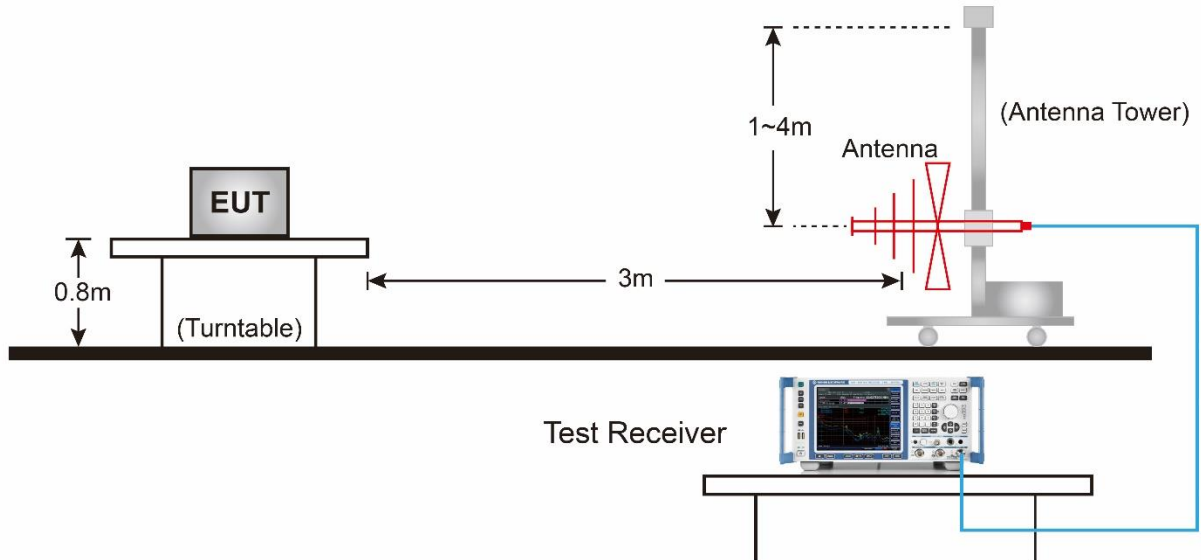 (Antenna Tower)
1~4m
Antenna
EUT
0.8m
3m
(Turntable)
Test Receiver